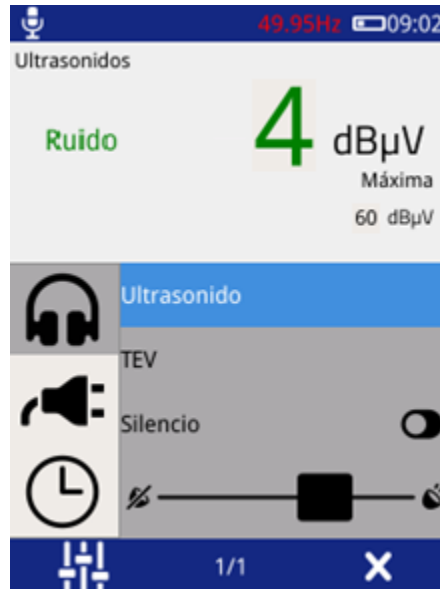 49.95Hz 09:02
Ultrasonidos
Ruido 4 dBµV
Máxima
60 dBµV
Ultrasonido
TEV
Silencio
1/1